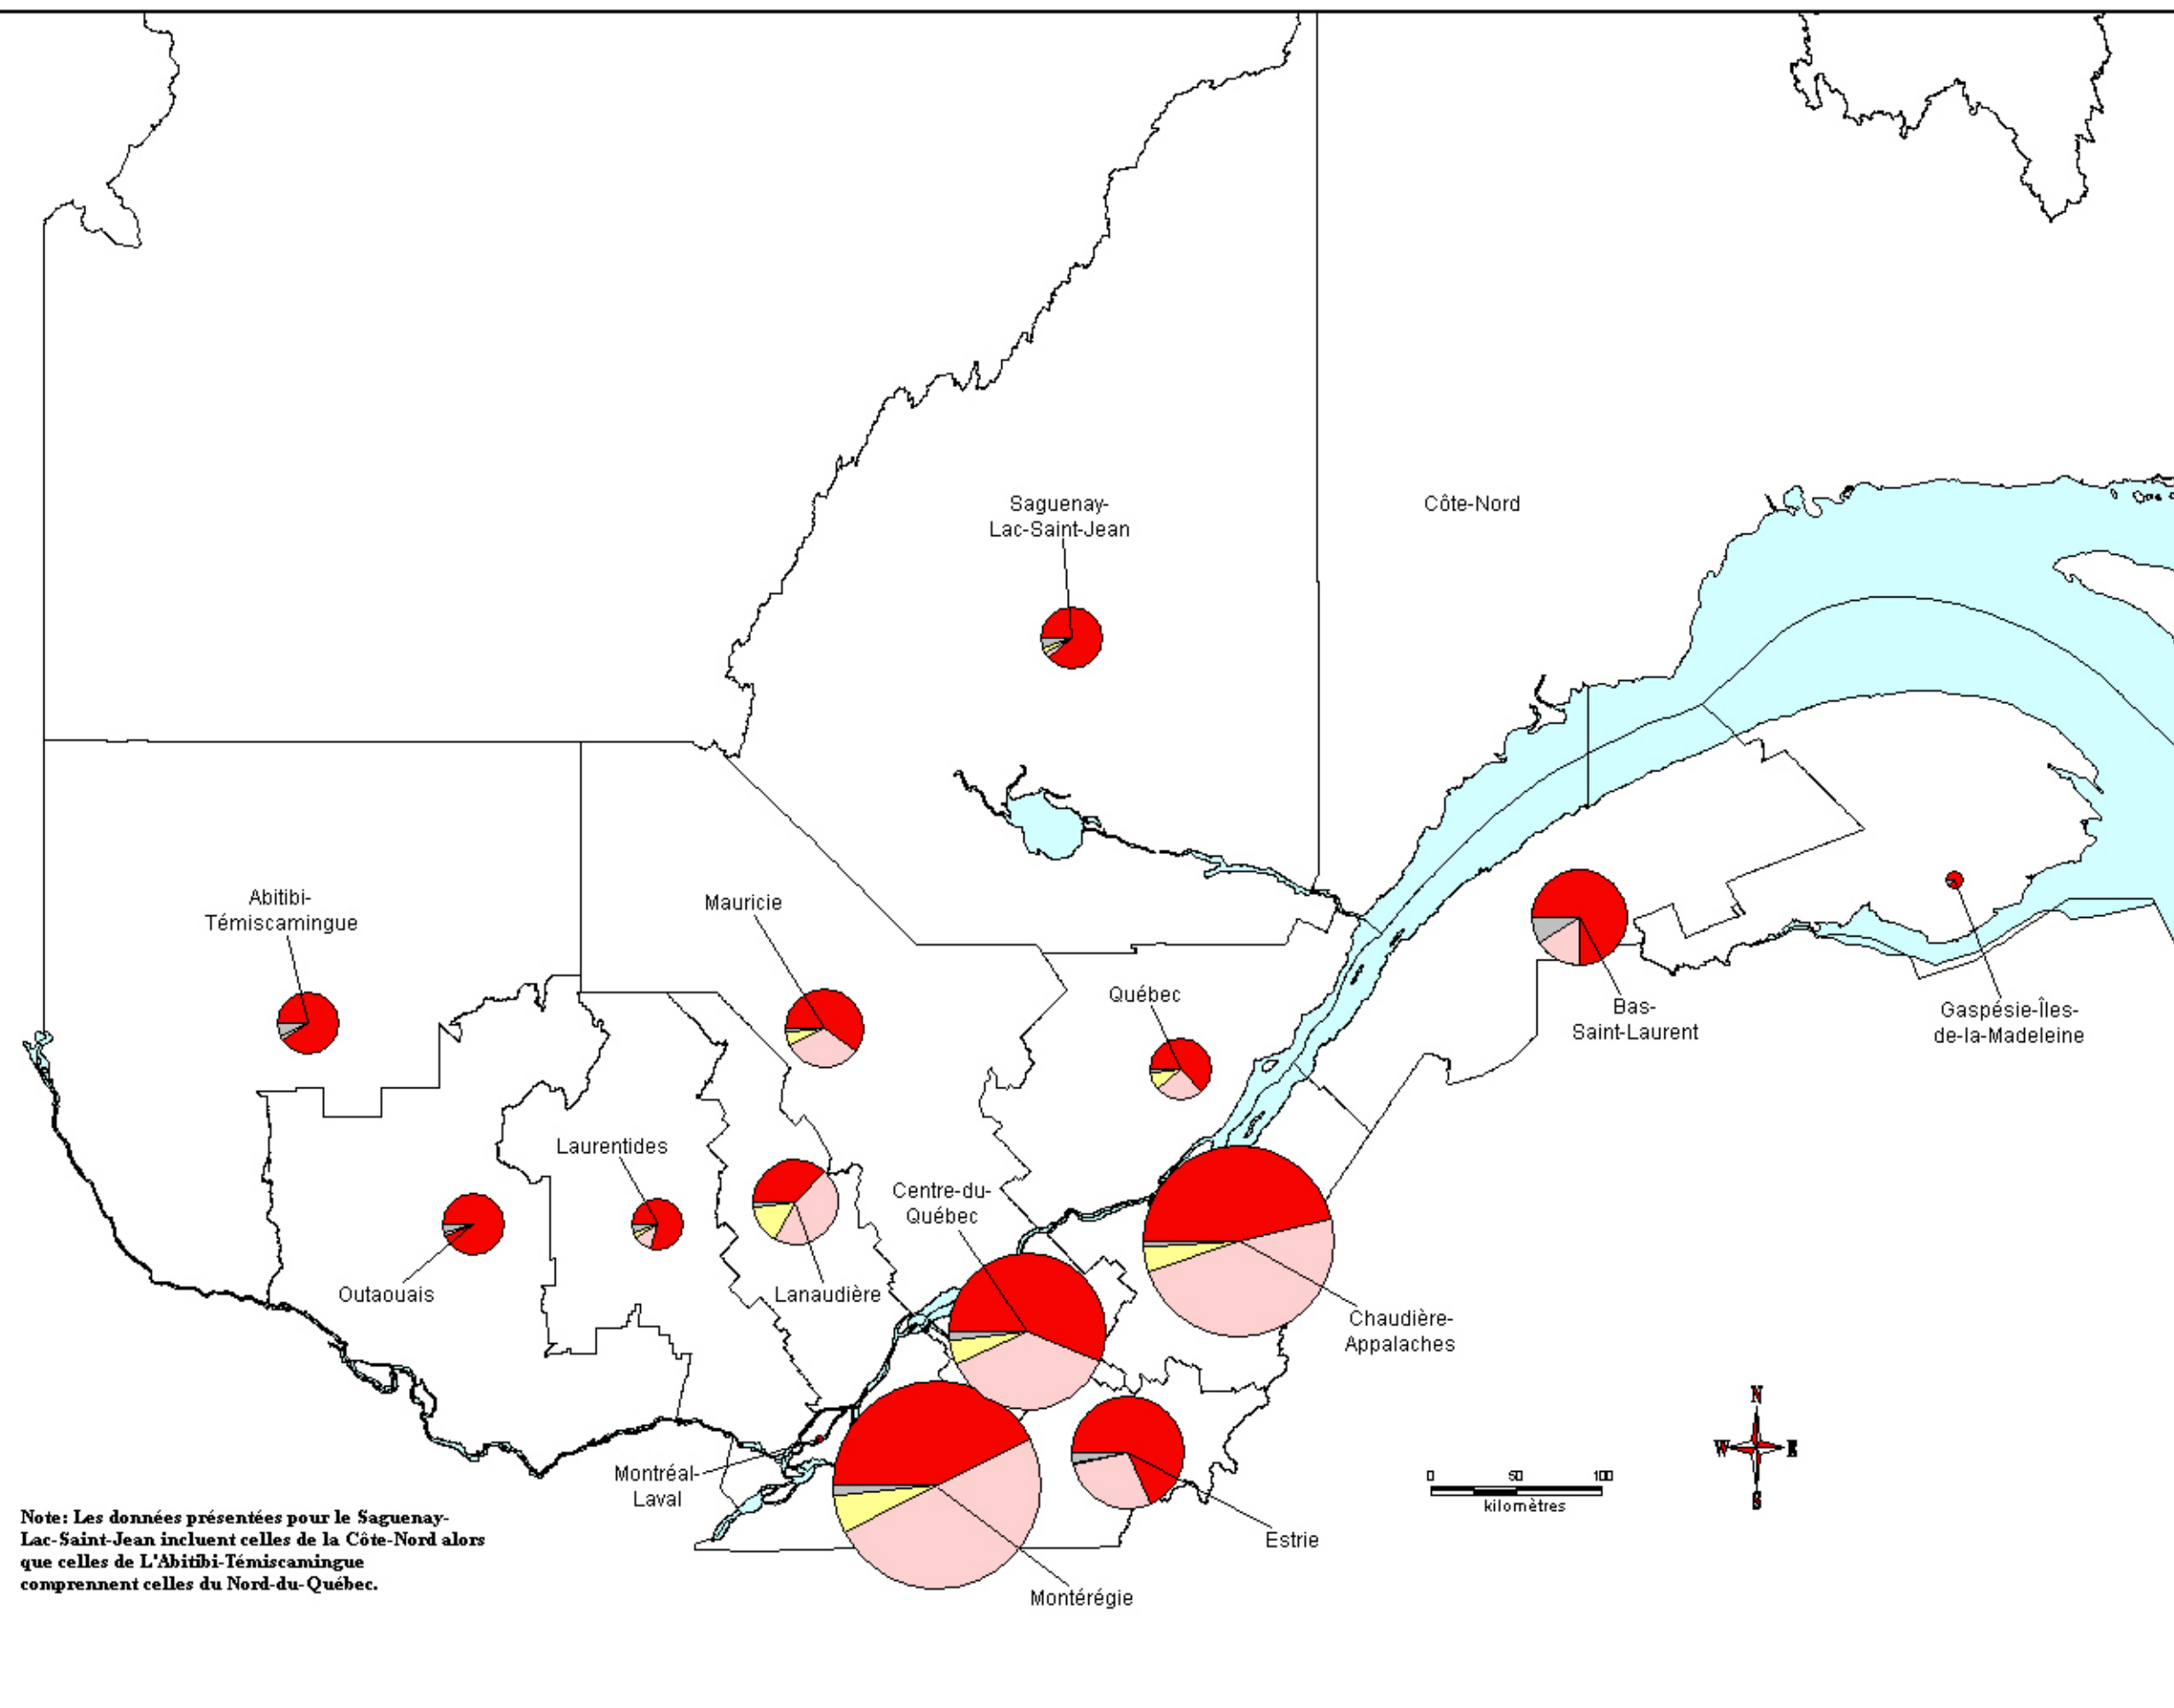 Saguenay-
Lac-Saint-Jean
Côte-Nord
Abitibi-
Témiscamingue
Mauricie
Québec
Bas-
Saint-Laurent
Gaspésie-Îles-
de-la-Madeleine
Laurentides
Centre-du-
Québec
Outaouais
Lanaudière
Chaudière-
Appalaches
Montréal-
Laval
Estrie
Montérégie
N
W E
S
0 50 100
kilomètres
Note: Les données présentées pour le Saguenay-
Lac-Saint-Jean incluent celles de la Côte-Nord alors
que celles de L'Abitibi-Témiscamingue
comprennent celles du Nord-du-Québec.